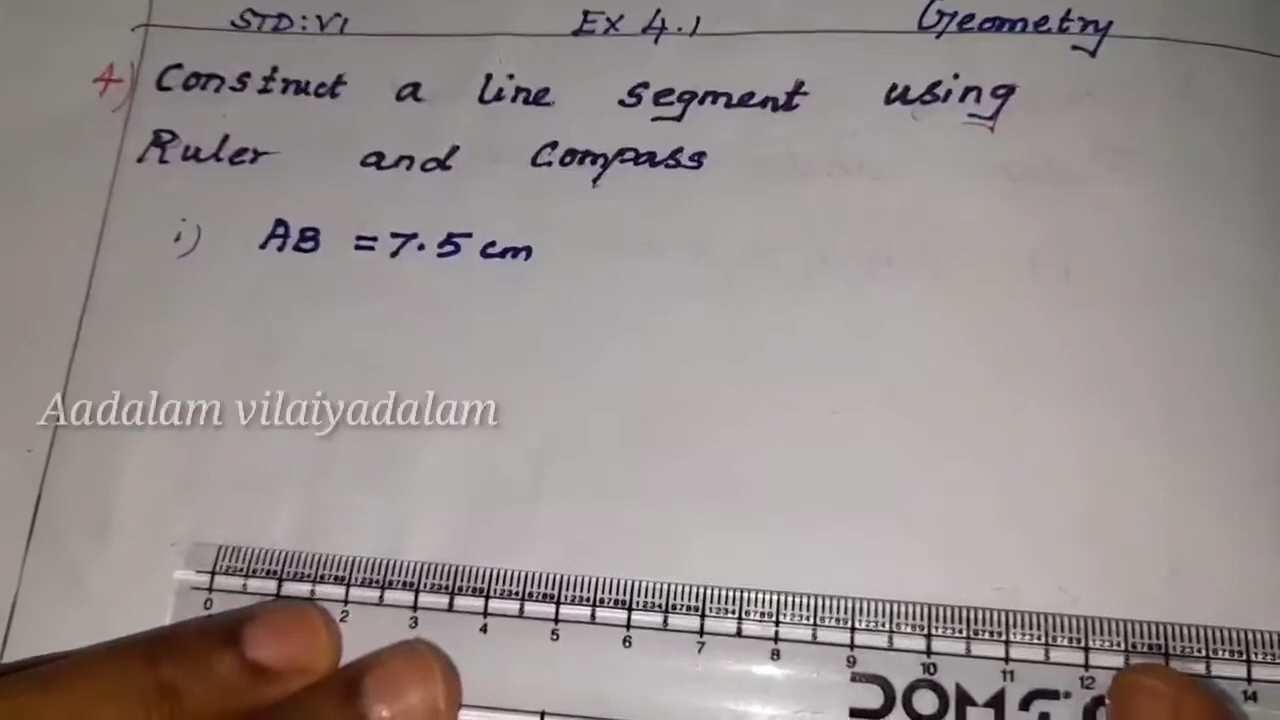 STD: VI Ex 4.1 Geometry
4) Construct a line segment using
Ruler and Compass
i) AB = 7.5 cm
Aadalam vilaiyadalam
0 2 3 4 5 6 7 8 9 10 11 12 14
DOMS